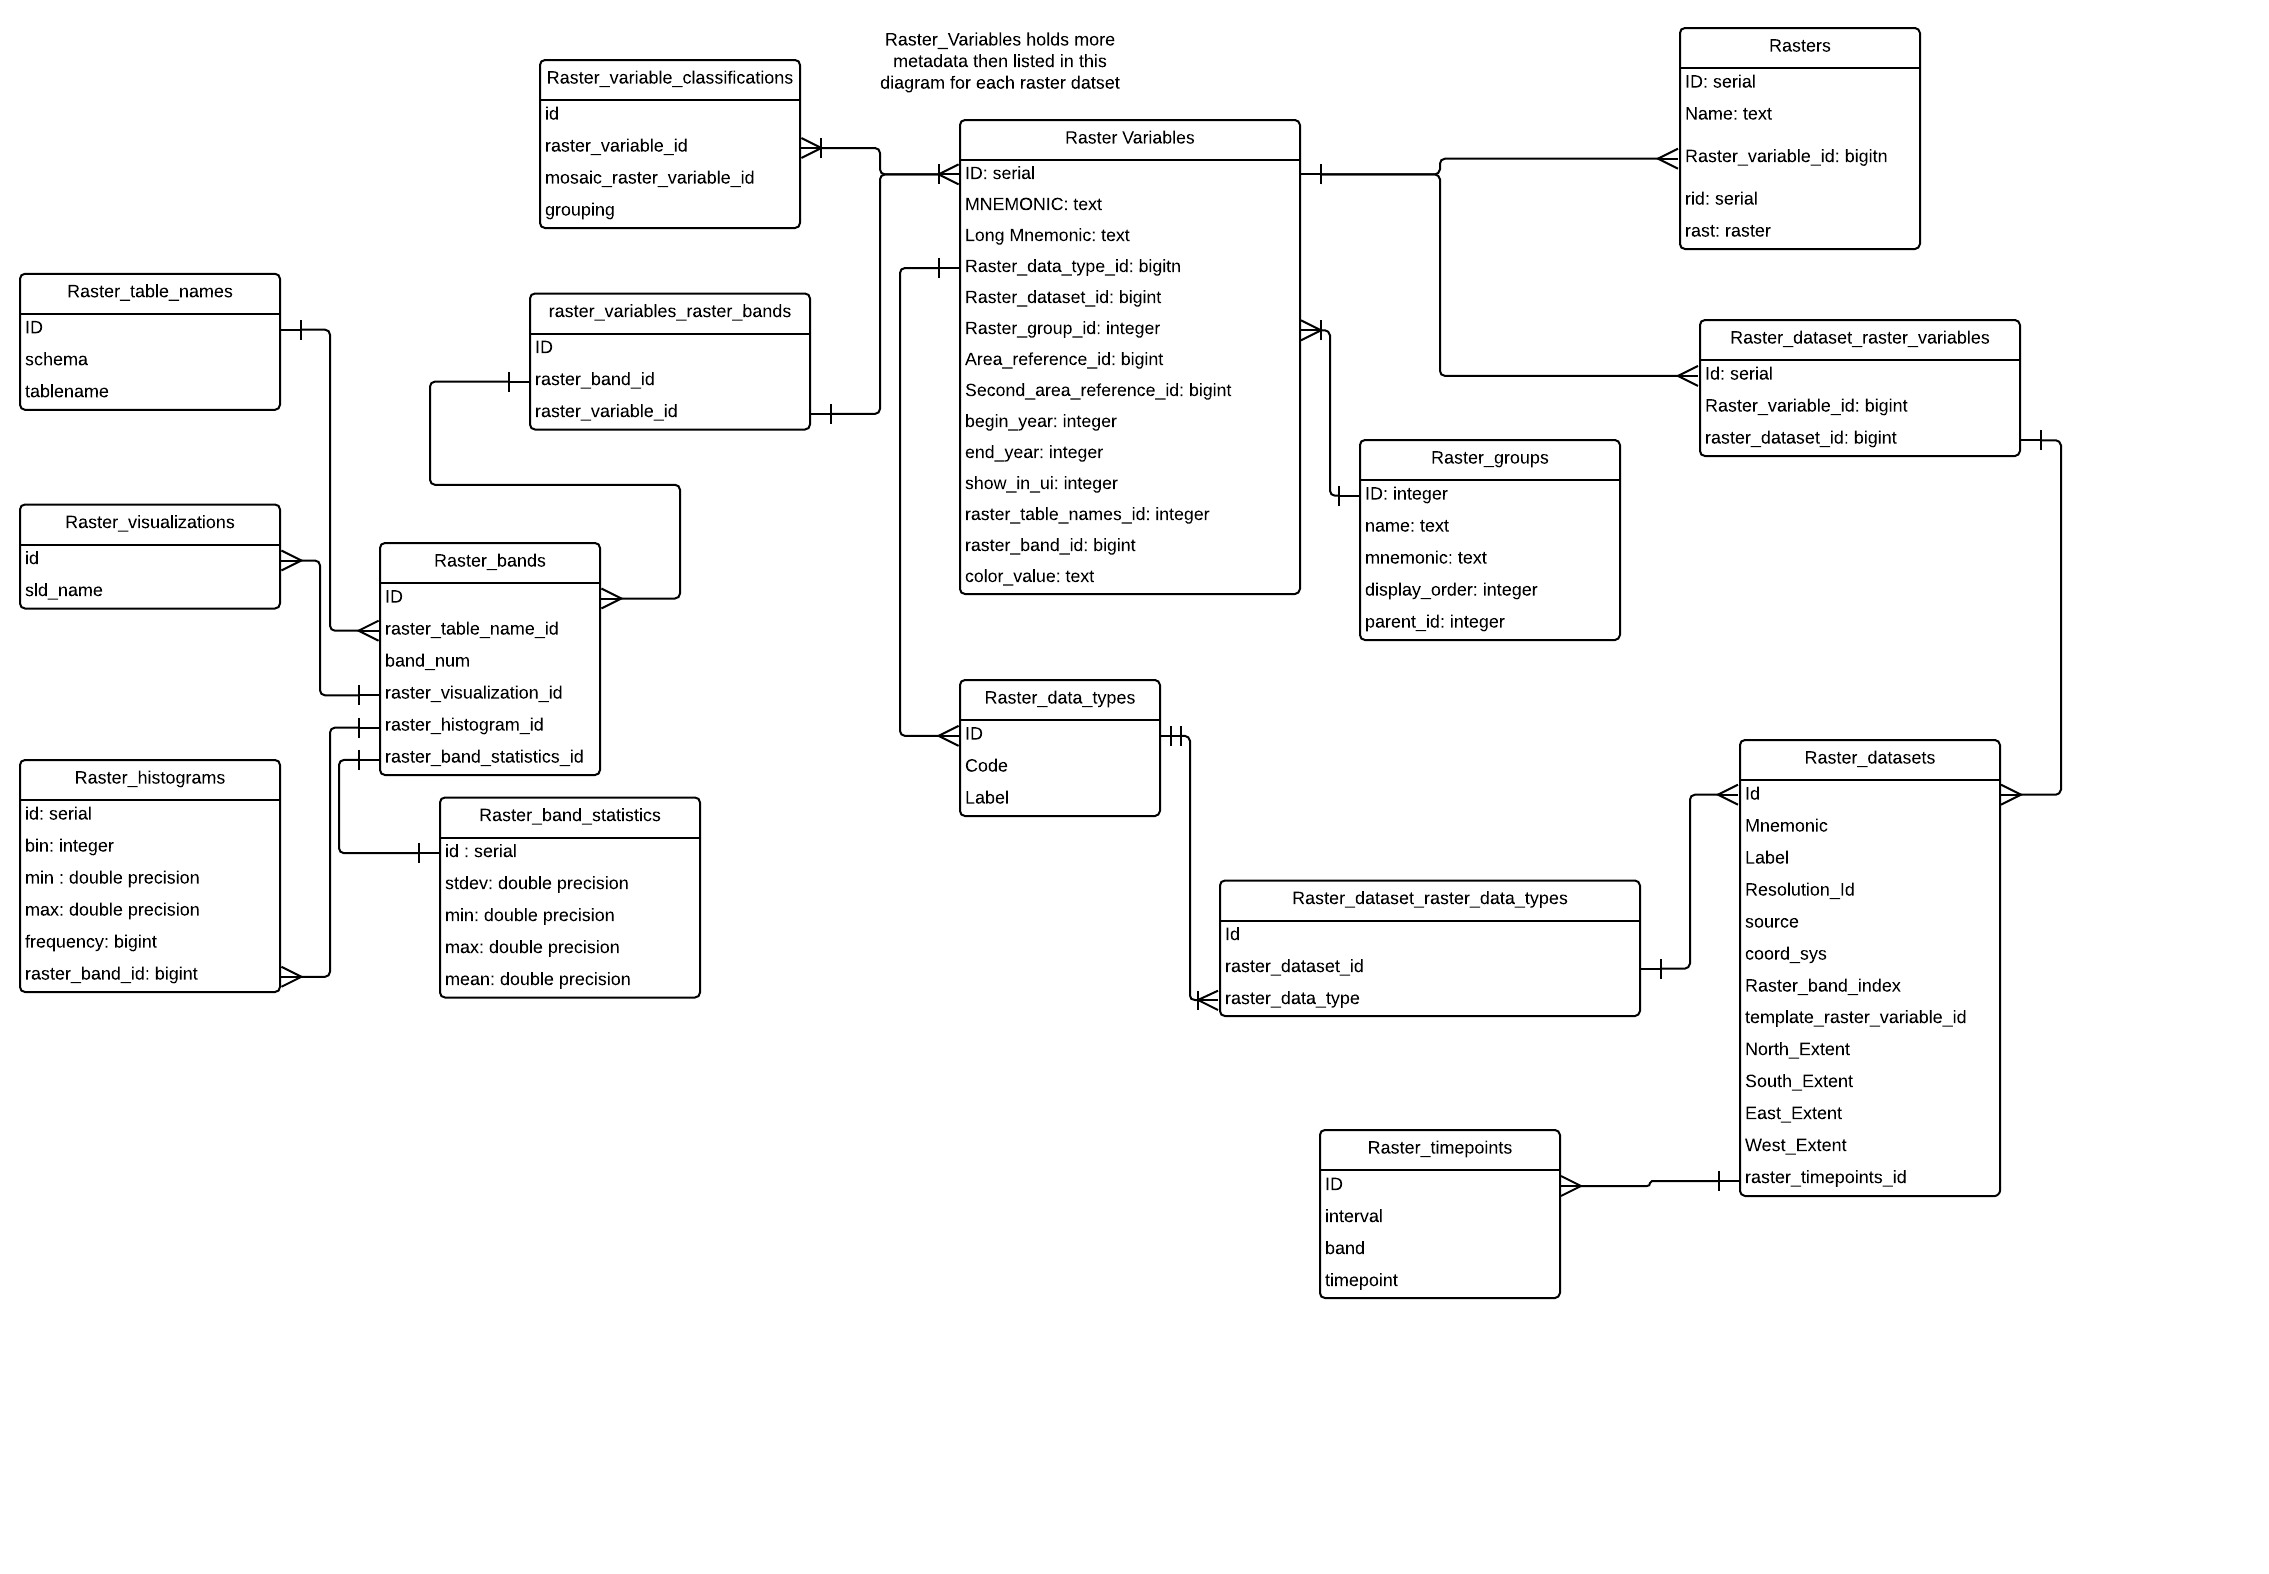 Raster_Variables holds more
metadata then listed in this
diagram for each raster datset
Raster_variable_classifications
id
raster_variable_id
mosaic_raster_variable_id
grouping
Raster Variables
ID: serial
MNEMONIC: text
Long Mnemonic: text
Raster_data_type_id: bigitn
Raster_dataset_id: bigint
Raster_group_id: integer
Area_reference_id: bigint
Second_area_reference_id: bigint
begin_year: integer
end_year: integer
show_in_ui: integer
raster_table_names_id: integer
raster_band_id: bigint
color_value: text
Rasters
ID: serial
Name: text
Raster_variable_id: bigitn
rid: serial
rast: raster
Raster_table_names
ID
schema
tablename
raster_variables_raster_bands
ID
raster_band_id
raster_variable_id
Raster_dataset_raster_variables
Id: serial
Raster_variable_id: bigint
raster_dataset_id: bigint
Raster_groups
ID: integer
name: text
mnemonic: text
display_order: integer
parent_id: integer
Raster_visualizations
id
sld_name
Raster_bands
ID
raster_table_name_id
band_num
raster_visualization_id
raster_histogram_id
raster_band_statistics_id
Raster_data_types
ID
Code
Label
Raster_histograms
id: serial
bin: integer
min : double precision
max: double precision
frequency: bigint
raster_band_id: bigint
Raster_band_statistics
id : serial
stdev: double precision
min: double precision
max: double precision
mean: double precision
Raster_datasets
Id
Mnemonic
Label
Resolution_Id
source
coord_sys
Raster_band_index
template_raster_variable_id
North_Extent
South_Extent
East_Extent
West_Extent
raster_timepoints_id
Raster_dataset_raster_data_types
Id
raster_dataset_id
raster_data_type
Raster_timepoints
ID
interval
band
timepoint